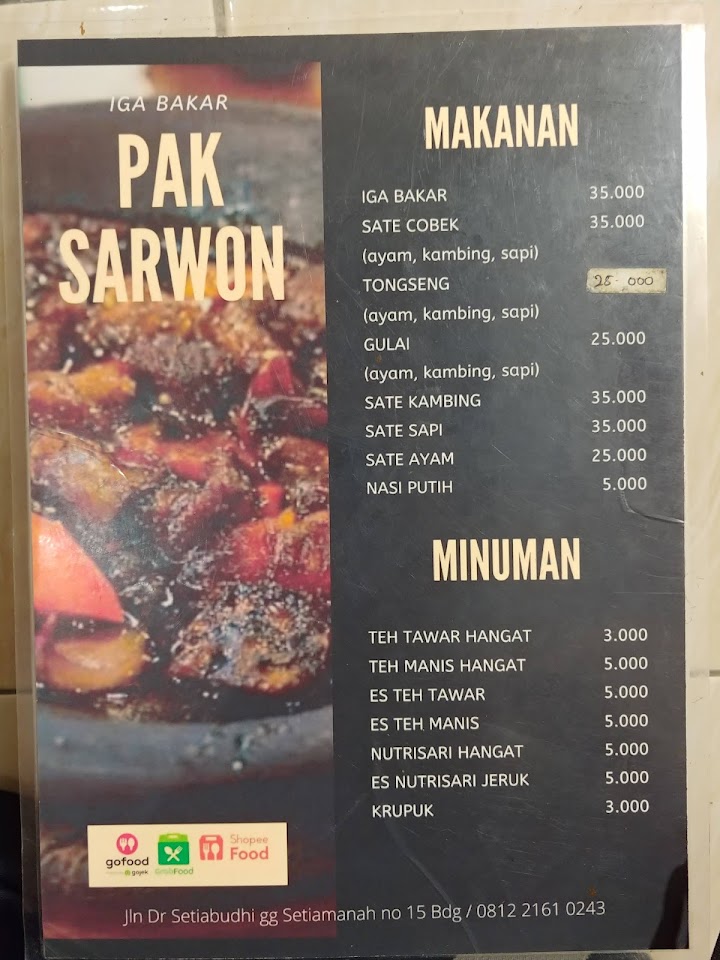 IGA BAKAR
PAK
SARWON
MAKANAN
IGA BAKAR 35.000
SATE COBEK 35.000
(ayam, kambing, sapi)
TONGSENG 25.000
(ayam, kambing, sapi)
GULAI 25.000
(ayam, kambing, sapi)
SATE KAMBING 35.000
SATE SAPI 35.000
SATE AYAM 25.000
NASI PUTIH 5.000
MINUMAN
TEH TAWAR HANGAT 3.000
TEH MANIS HANGAT 5.000
ES TEH TAWAR 5.000
ES TEH MANIS 5.000
NUTRISARI HANGAT 5.000
ES NUTRISARI JERUK 5.000
KRUPUK 3.000
gofood
gojek
GrabFood
Shopee
Food
Jln Dr Setiabudhi gg Setiamanah no 15 Bdg / 0812 2161 0243